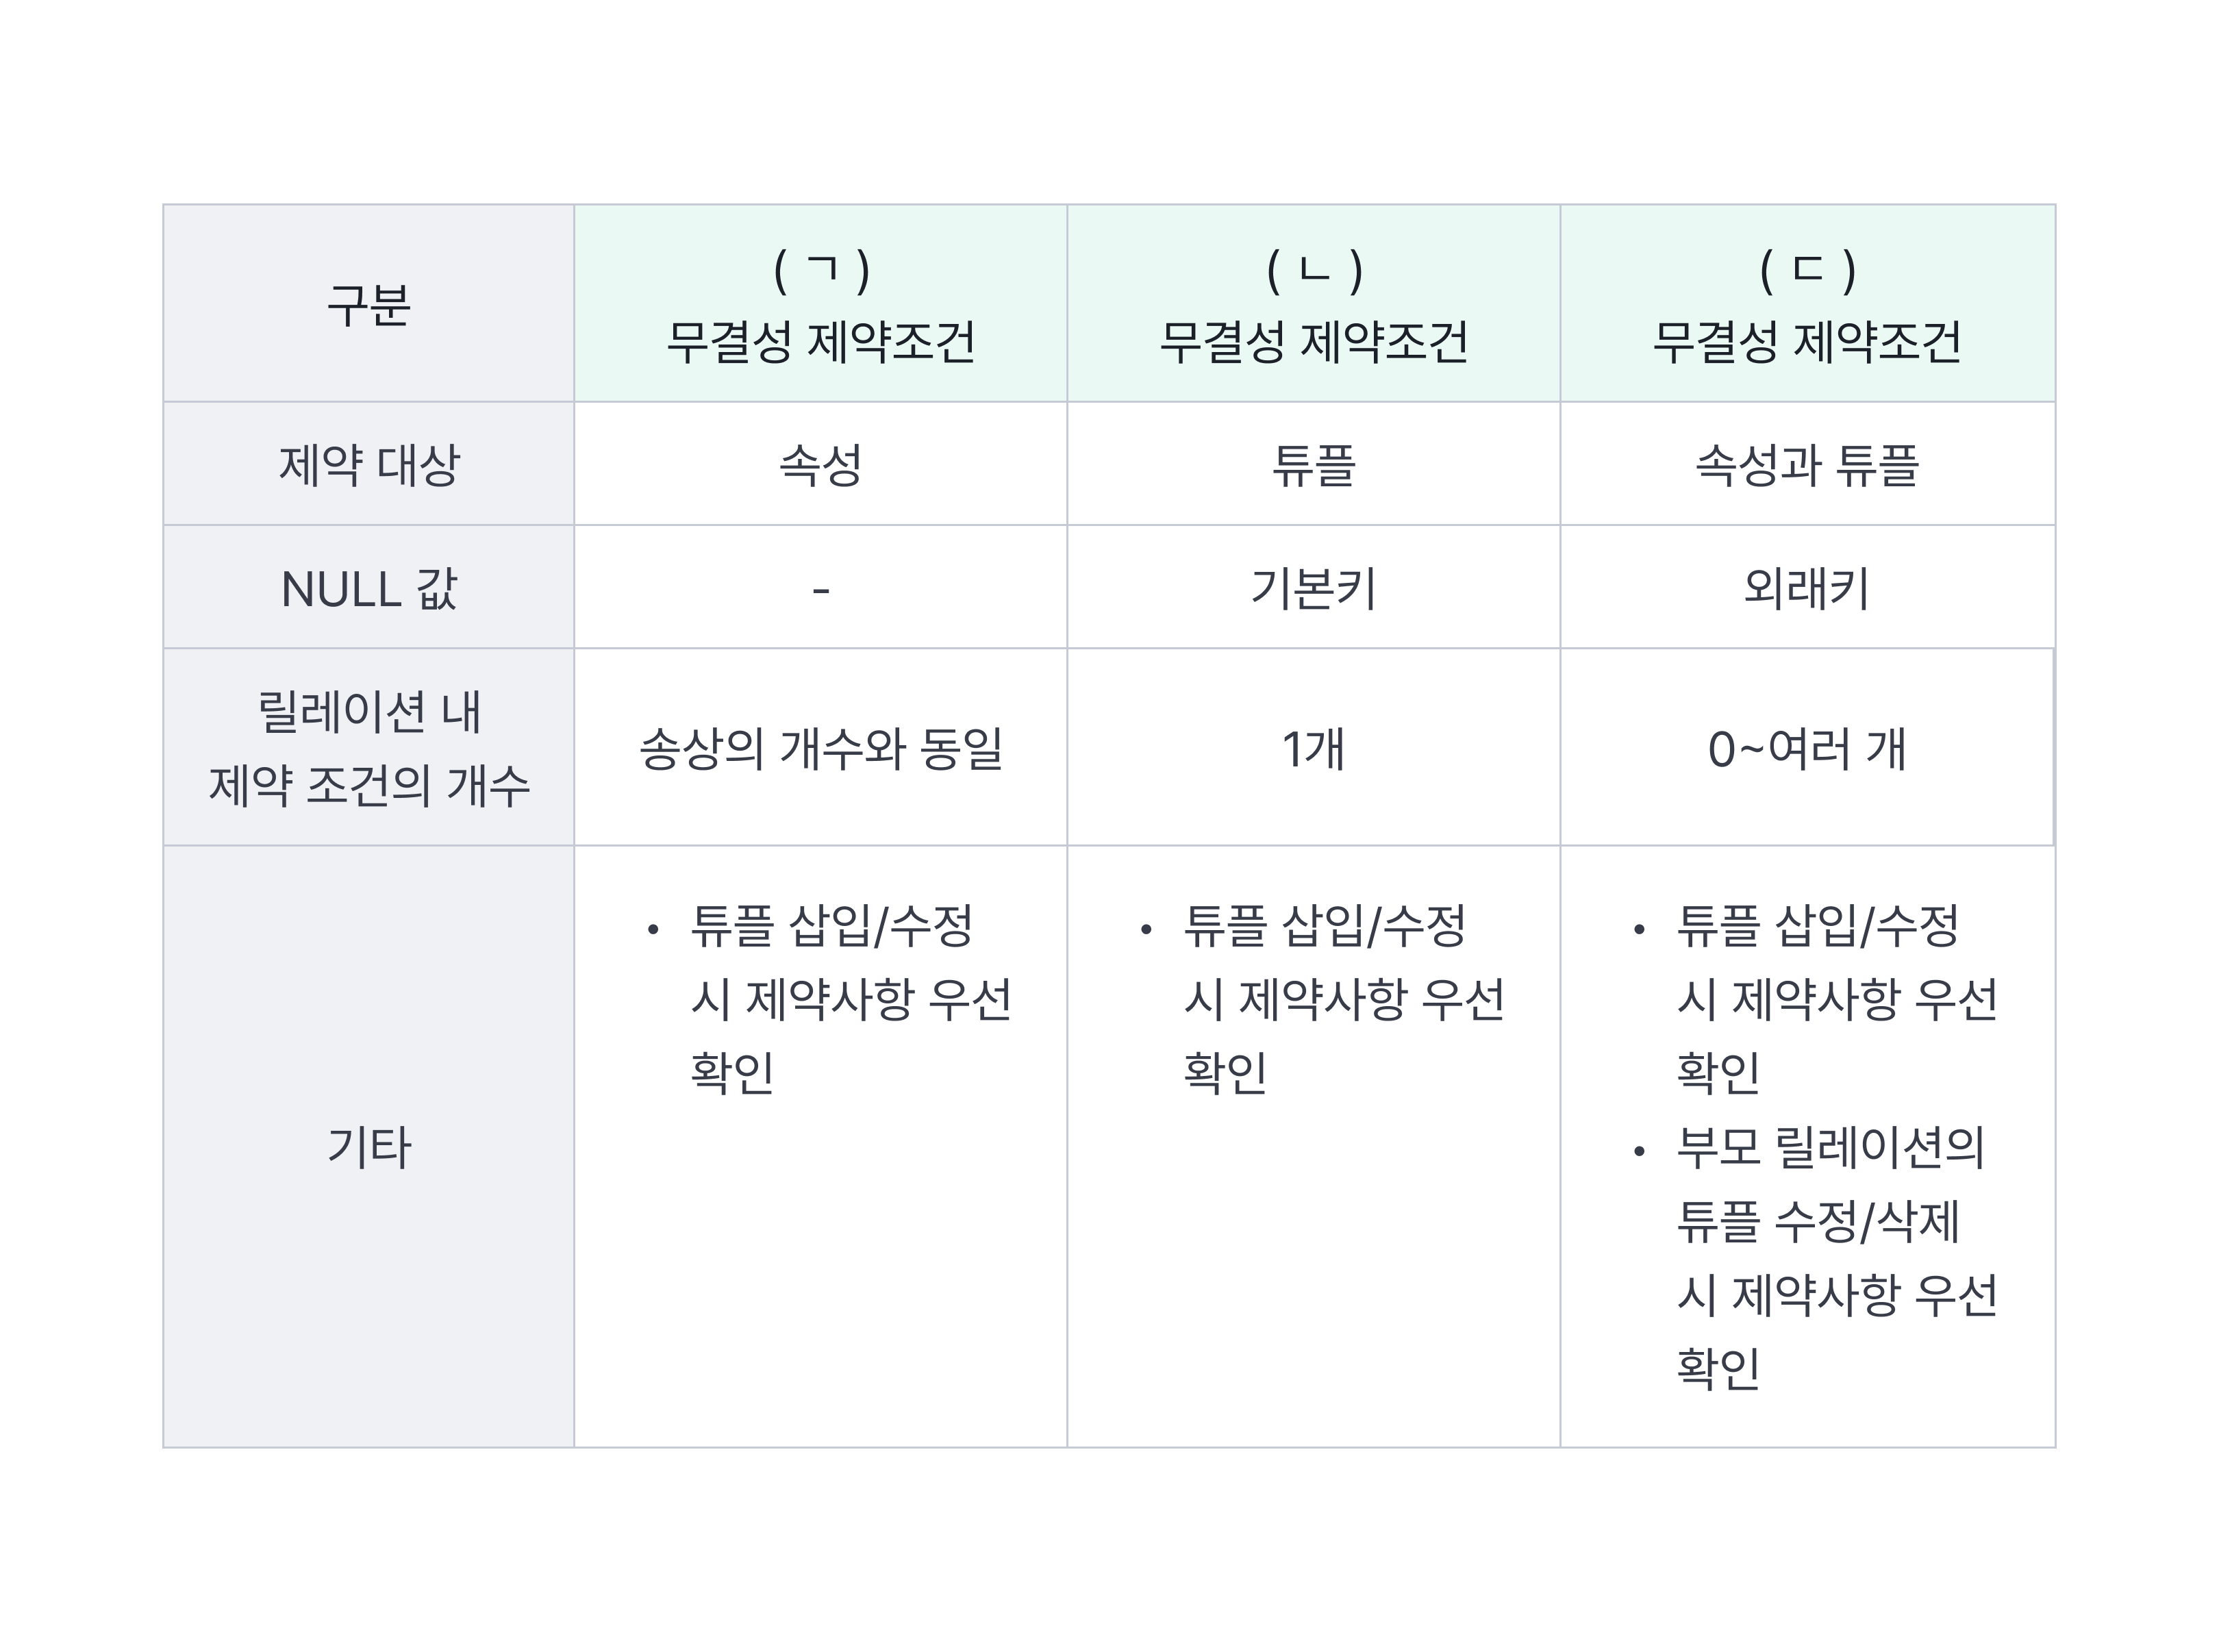 구분
( ㄱ )
무결성 제약조건
( ㄴ )
무결성 제약조건
( ㄷ )
무결성 제약조건
제약 대상
속성
튜플
속성과 튜플
NULL 값
-
기본키
외래키
릴레이션 내
제약 조건의 개수
송상의 개수와 동일
1개
0~여러 개
기타
• 튜플 삽입/수정
시 제약사항 우선
확인
• 튜플 삽입/수정
시 제약사항 우선
확인
• 튜플 삽입/수정
시 제약사항 우선
확인
• 부모 릴레이션의
튜플 수정/삭제
시 제약사항 우선
확인